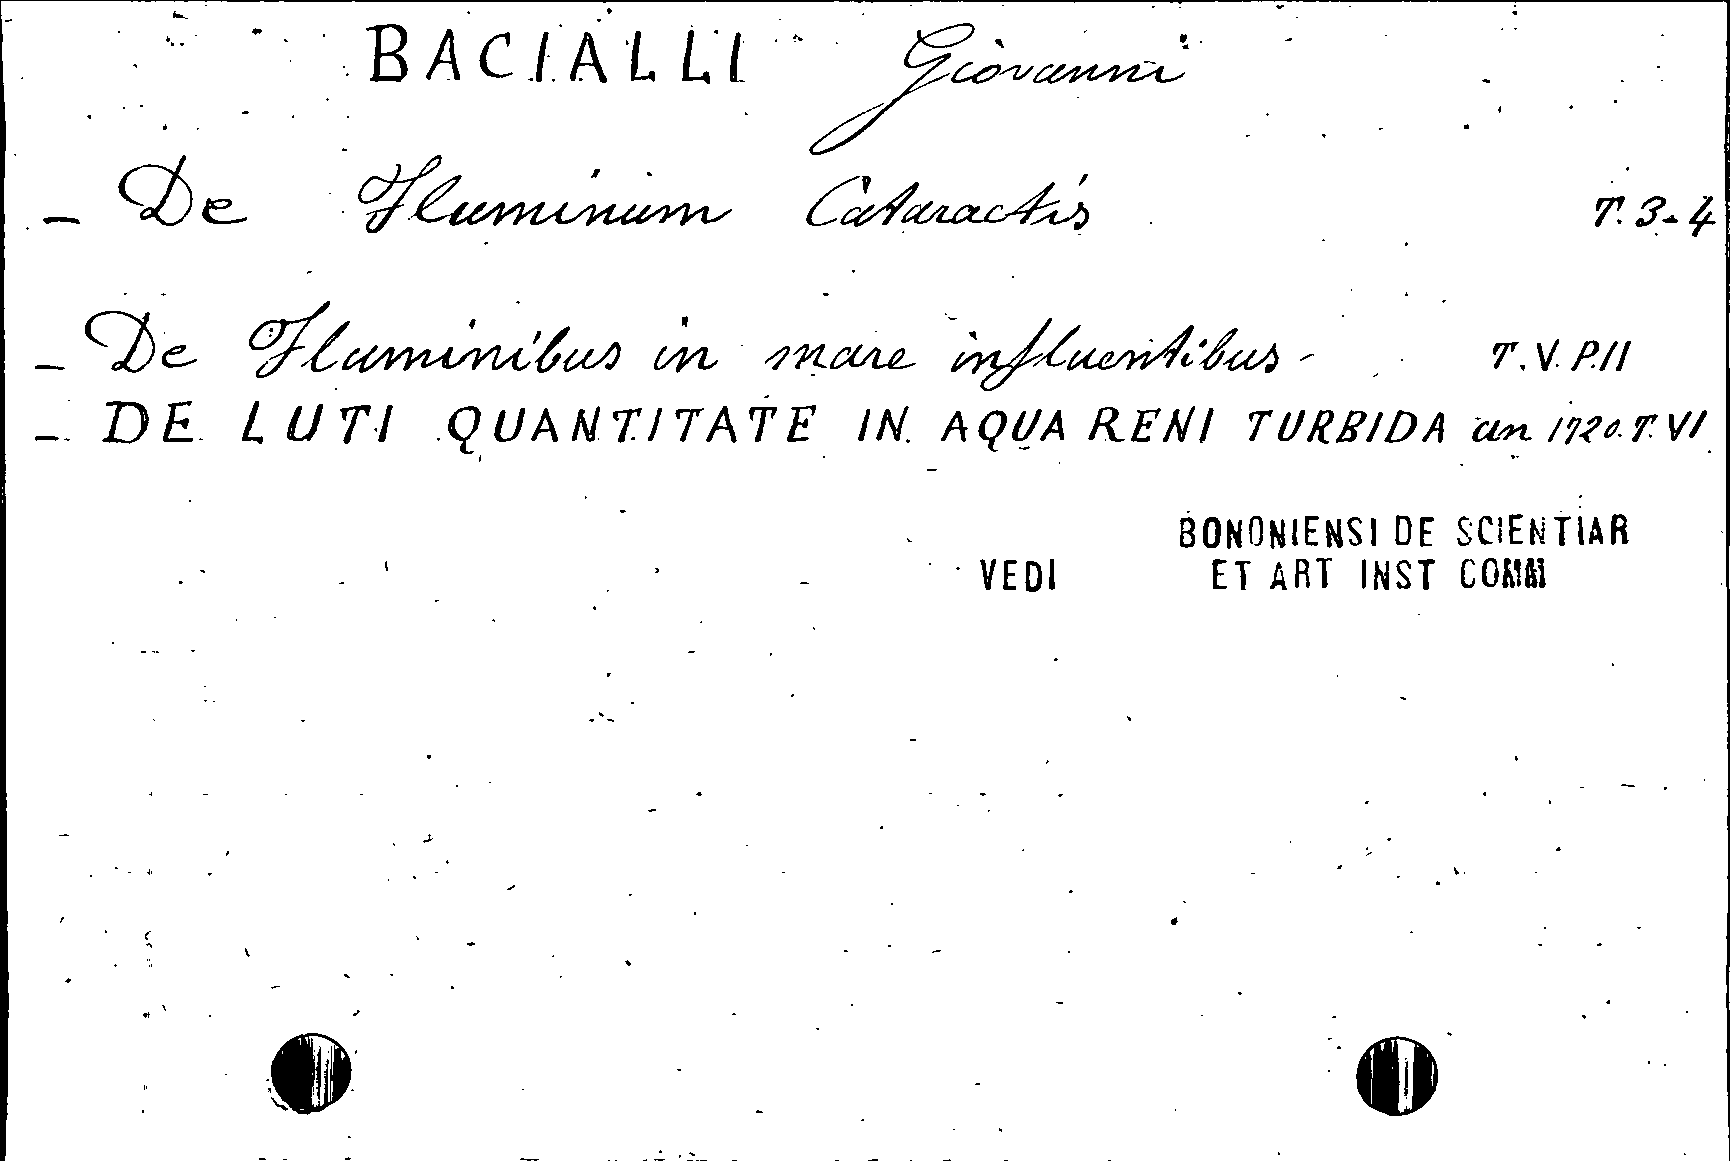 BACIALLI Giovanni
- De Fluminum Cataractis T. 3-4
- De Fluminibus in mare influentibus - T. V. P. II
- DE LUTI QUANTITATE IN AQUA RENI TURBIDA an 1720. T. VI
BONONIENSI DE SCIENTIAR
VEDI ET ART INST COMM